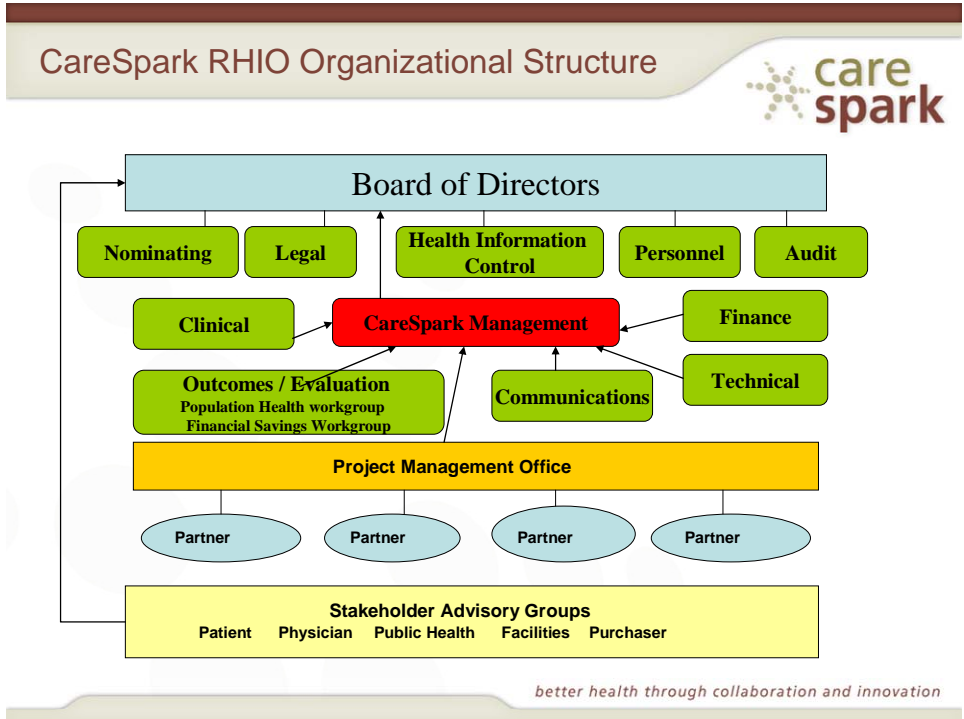 CareSpark RHIO Organizational Structure
care
spark
Board of Directors
Nominating
Legal
Health Information
Control
Personnel
Audit
Clinical
CareSpark Management
Finance
Outcomes / Evaluation
Population Health workgroup
Financial Savings Workgroup
Communications
Technical
Project Management Office
Partner
Partner
Partner
Partner
Stakeholder Advisory Groups
Patient Physician Public Health Facilities Purchaser
better health through collaboration and innovation